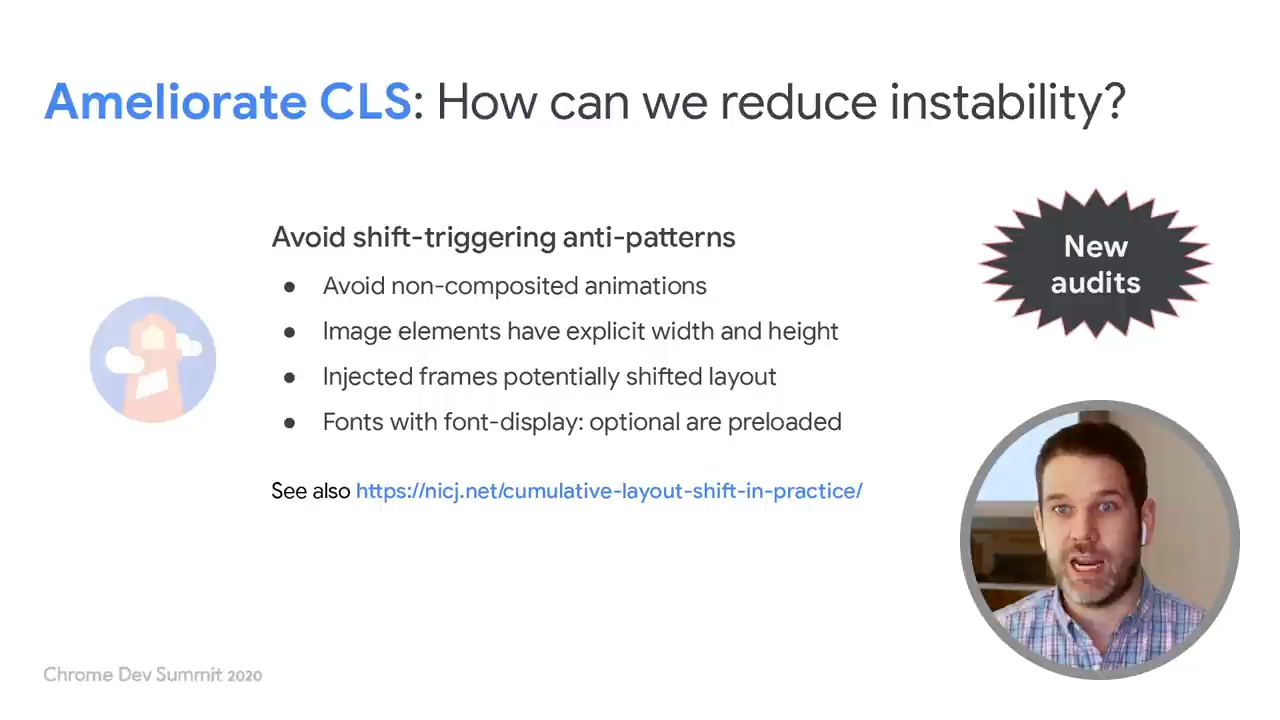 Ameliorate CLS: How can we reduce instability?
Avoid shift-triggering anti-patterns
● Avoid non-composited animations
● Image elements have explicit width and height
● Injected frames potentially shifted layout
● Fonts with font-display: optional are preloaded
See also https://nicj.net/cumulative-layout-shift-in-practice/
New
audits
Chrome Dev Summit 2020